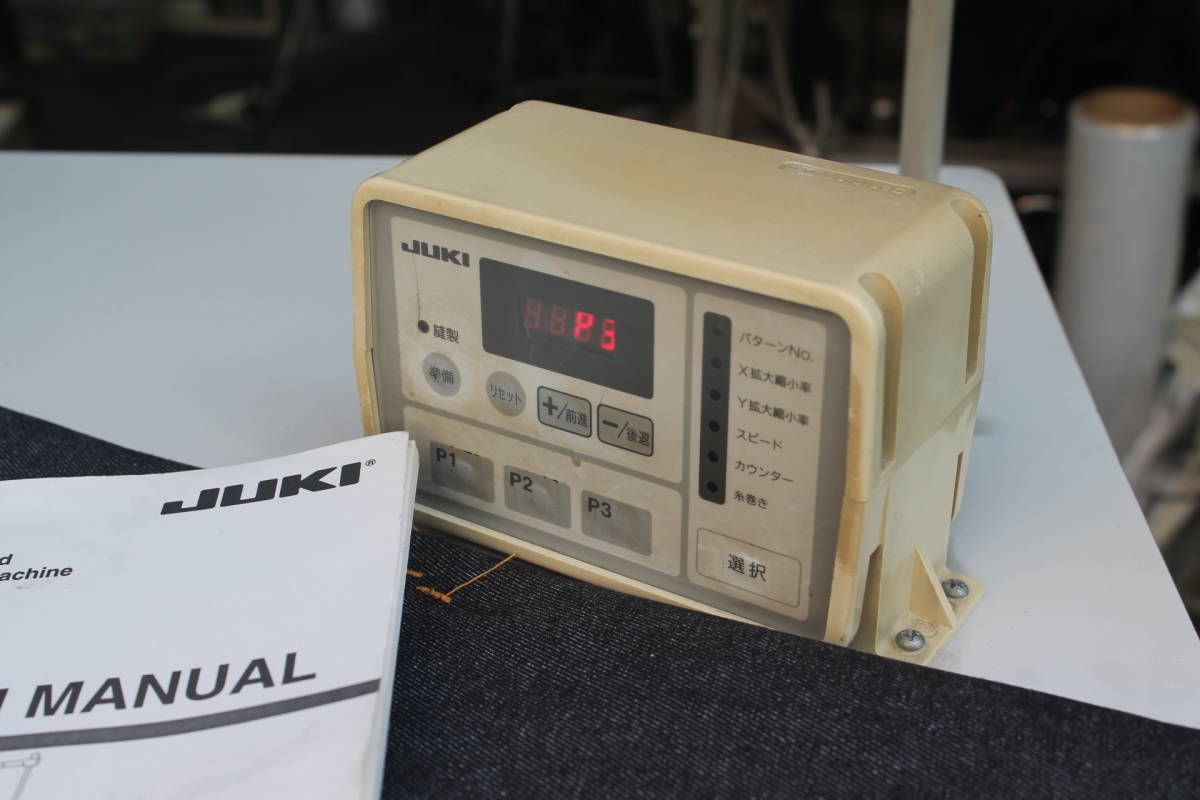 JUKI
P3
縫製
準備
リセット
+/前進
−/後退
P1
P2
P3
パターンNo.
X拡大縮小率
Y拡大縮小率
スピード
カウンター
糸巻き
選択
JUKI®
d
achine
MANUAL